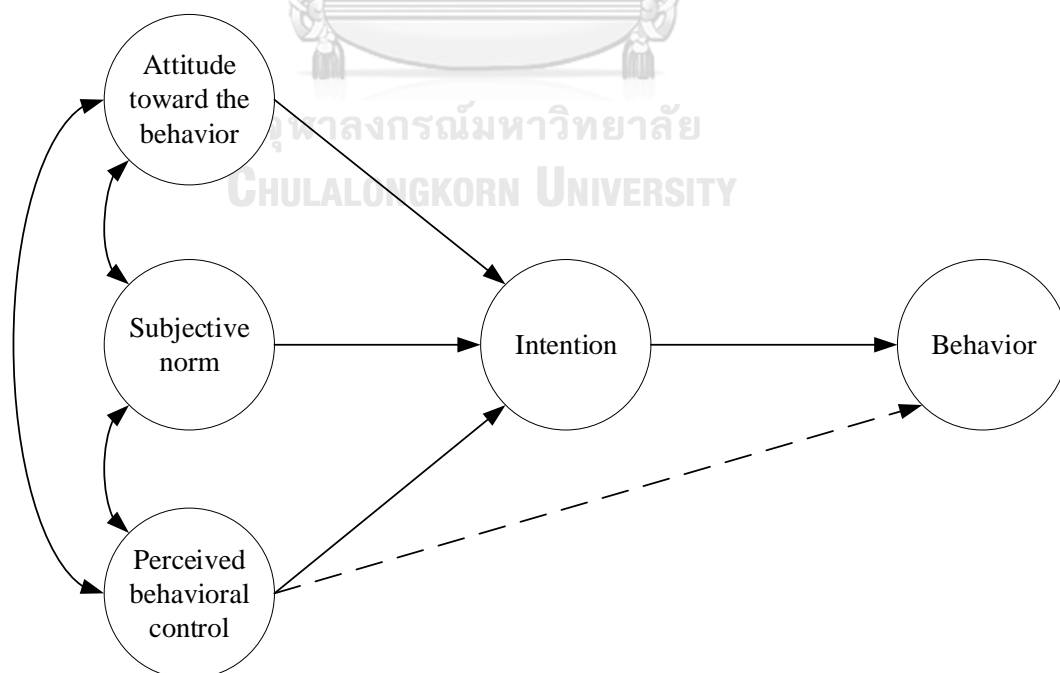 Attitude
toward the
behavior
จุฬาลงกรณ์มหาวิทยาลัย
CHULALONGKORN UNIVERSITY
Subjective
norm
Intention
Behavior
Perceived
behavioral
control